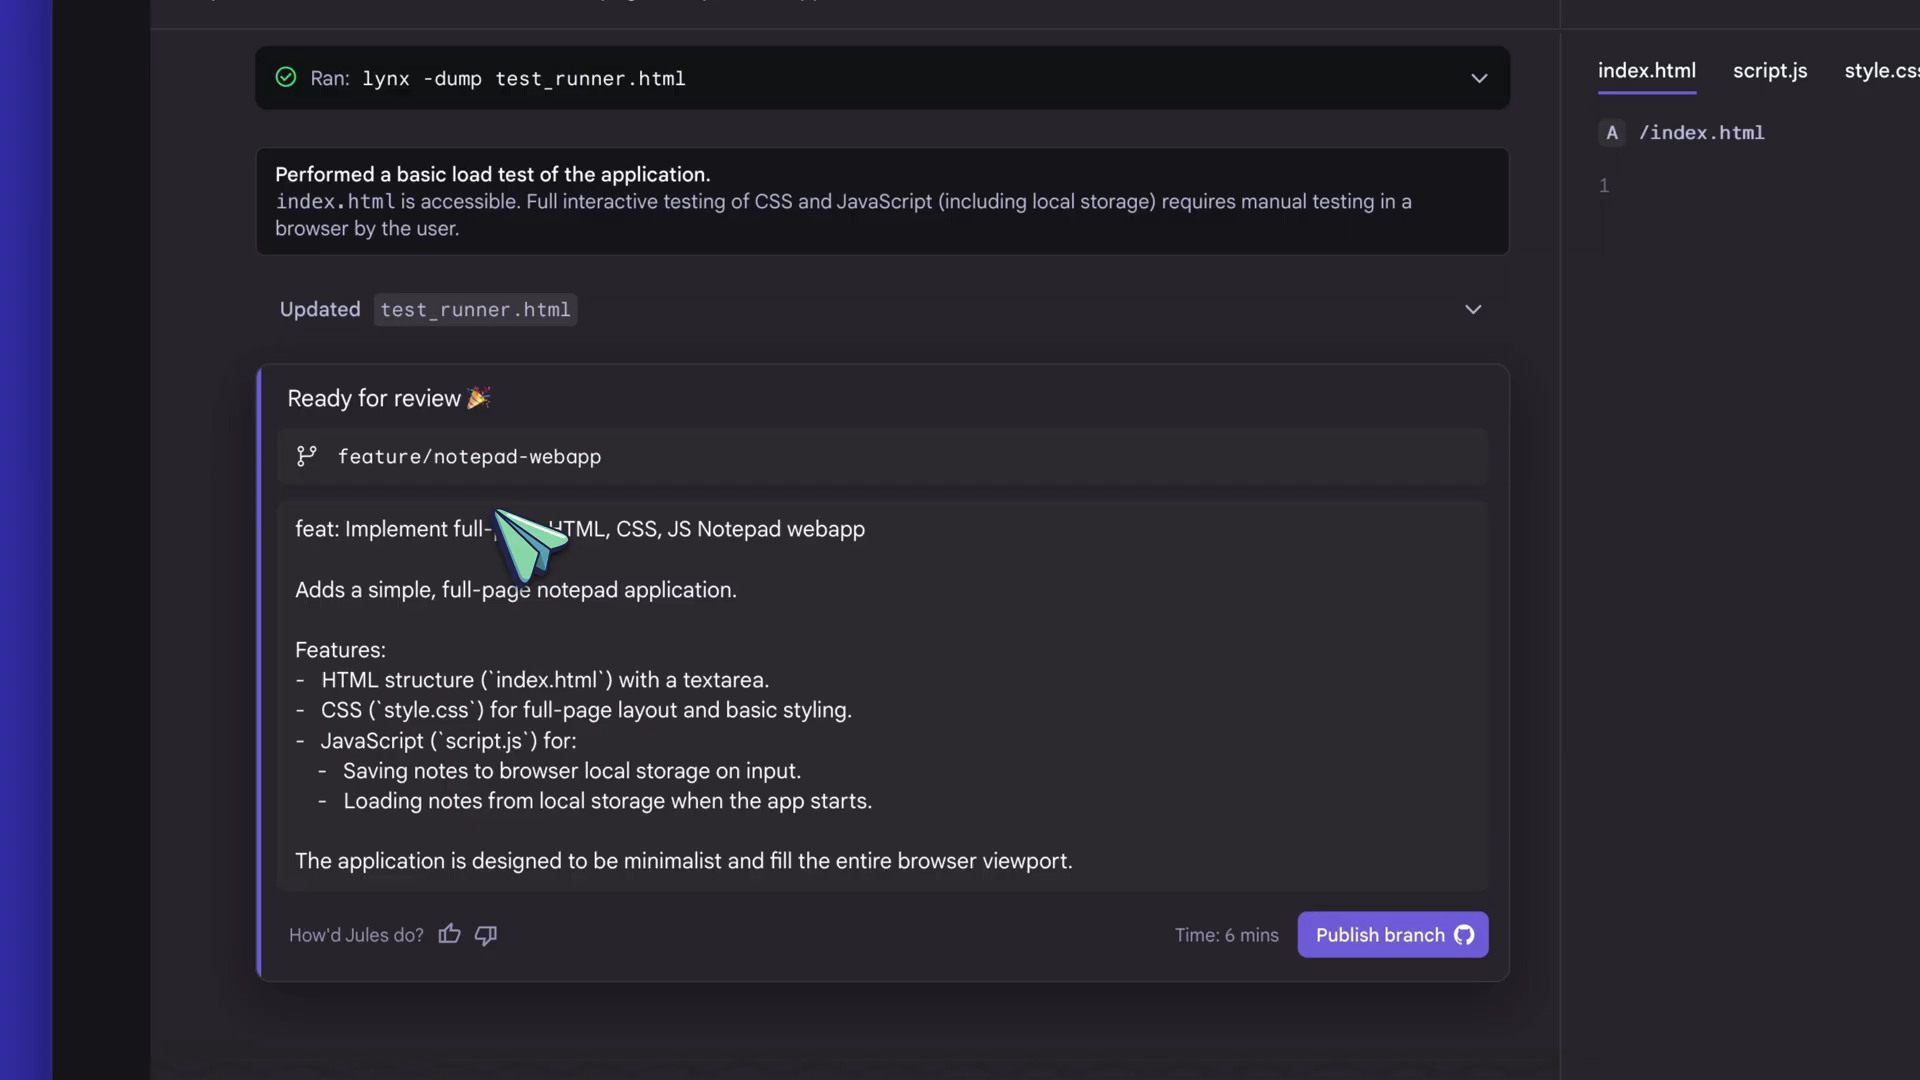 Ran: lynx -dump test_runner.html
Performed a basic load test of the application.
index.html is accessible. Full interactive testing of CSS and JavaScript (including local storage) requires manual testing in a
browser by the user.
Updated test_runner.html
Ready for review 🎉
feature/notepad-webapp
feat: Implement full- HTML, CSS, JS Notepad webapp
Adds a simple, full-page notepad application.
Features:
- HTML structure (`index.html`) with a textarea.
- CSS (`style.css`) for full-page layout and basic styling.
- JavaScript (`script.js`) for:
- Saving notes to browser local storage on input.
- Loading notes from local storage when the app starts.
The application is designed to be minimalist and fill the entire browser viewport.
How'd Jules do?
Time: 6 mins
Publish branch
index.html script.js style.css
A /index.html
1